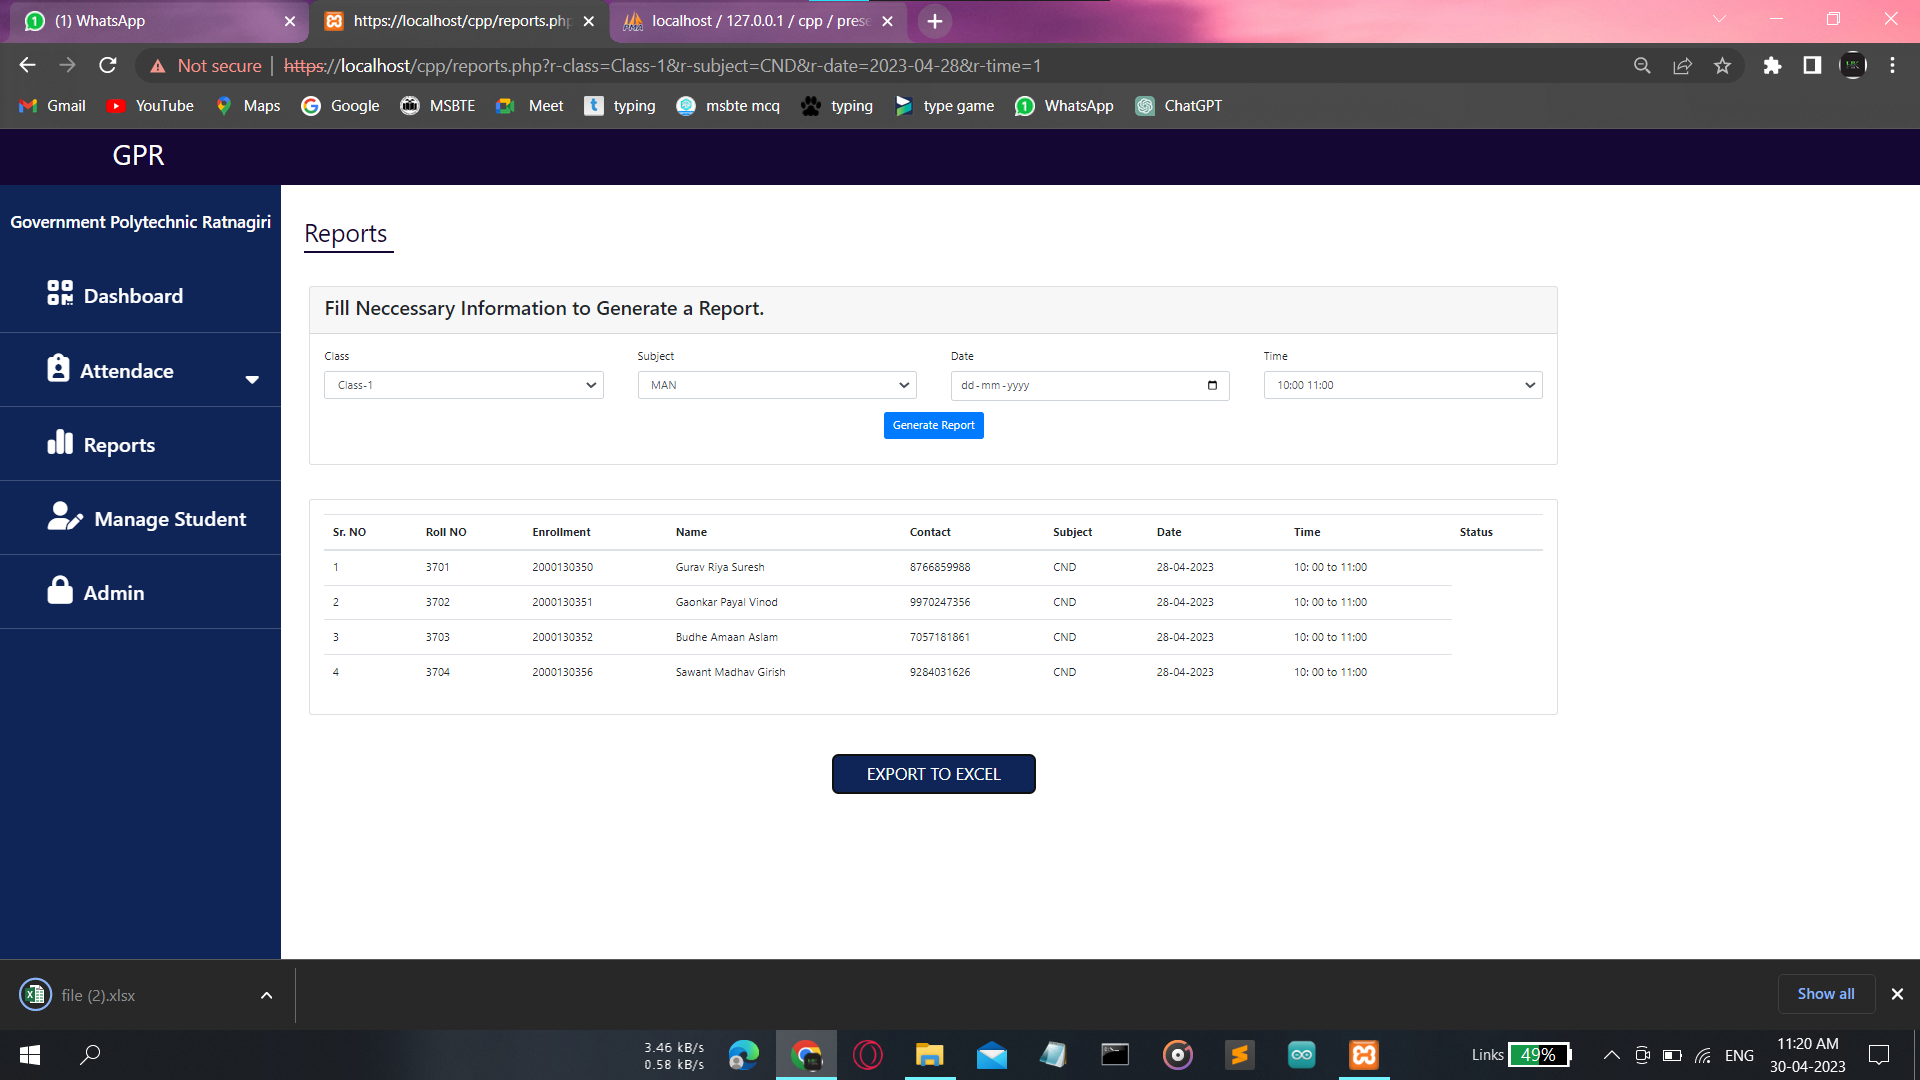 (1) WhatsApp
https://localhost/cpp/reports.php
localhost / 127.0.0.1 / cpp / prese
Not secure | https://localhost/cpp/reports.php?r-class=Class-1&r-subject=CND&r-date=2023-04-28&r-time=1
Gmail YouTube Maps Google MSBTE Meet typing msbte mcq typing type game WhatsApp ChatGPT
GPR
Government Polytechnic Ratnagiri
Dashboard
Attendace
Reports
Manage Student
Admin
Reports
Fill Neccessary Information to Generate a Report.
Class Subject Date Time
Class-1 MAN dd-mm-yyyy 10:00 11:00
Generate Report
Sr. NO Roll NO Enrollment Name Contact Subject Date Time Status
1 3701 2000130350 Gurav Riya Suresh 8766859988 CND 28-04-2023 10: 00 to 11:00
2 3702 2000130351 Gaonkar Payal Vinod 9970247356 CND 28-04-2023 10: 00 to 11:00
3 3703 2000130352 Budhe Amaan Aslam 7057181861 CND 28-04-2023 10: 00 to 11:00
4 3704 2000130356 Sawant Madhav Girish 9284031626 CND 28-04-2023 10: 00 to 11:00
EXPORT TO EXCEL
file (2).xlsx
Show all
3.46 kB/s
0.58 kB/s
Links 49%
ENG
11:20 AM
30-04-2023